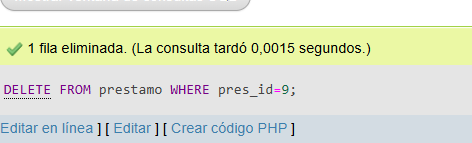 1 fila eliminada. (La consulta tardó 0,0015 segundos.)
DELETE FROM prestamo WHERE pres_id=9;
Editar en línea ] [ Editar ] [ Crear código PHP ]